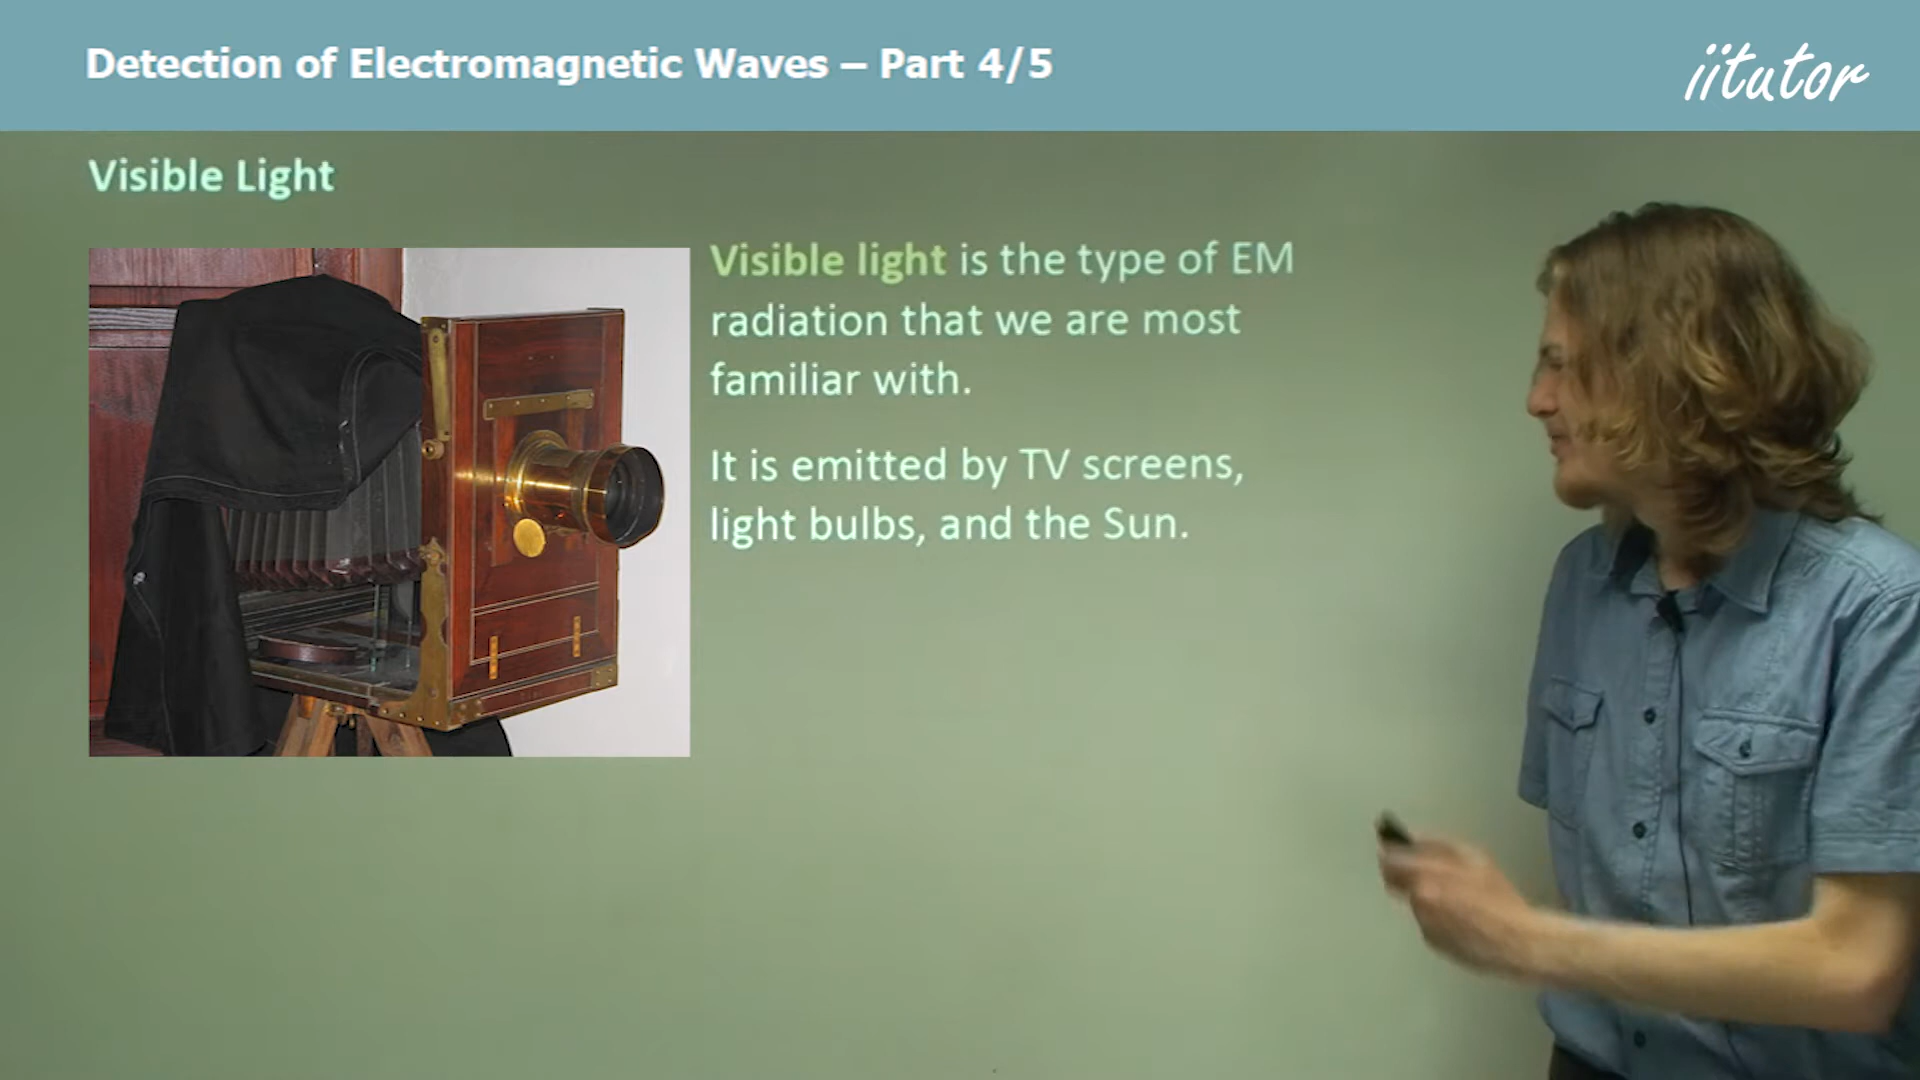 Detection of Electromagnetic Waves – Part 4/5
iitutor
Visible Light
Visible light is the type of EM
radiation that we are most
familiar with.
It is emitted by TV screens,
light bulbs, and the Sun.